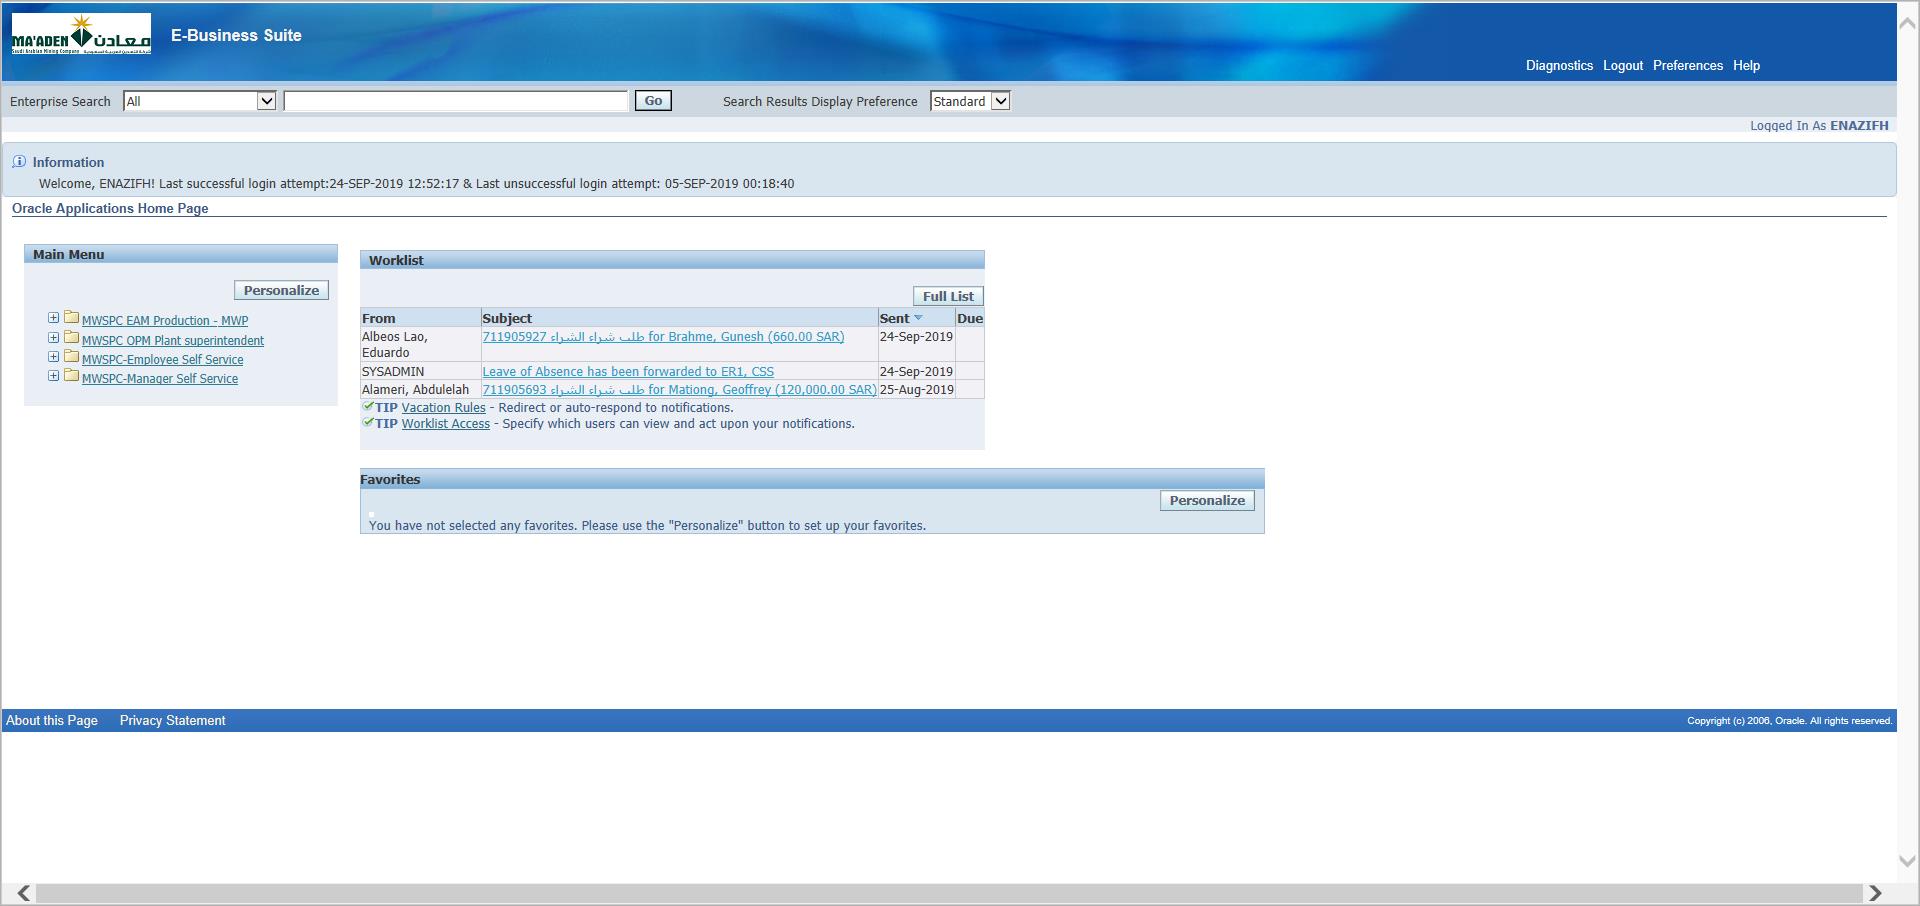 MA'ADEN معادن
Saudi Arabian Mining Company
E-Business Suite
Diagnostics Logout Preferences Help
Enterprise Search All Go Search Results Display Preference Standard
Logged In As ENAZIFH
Information
Welcome, ENAZIFH! Last successful login attempt:24-SEP-2019 12:52:17 & Last unsuccessful login attempt: 05-SEP-2019 00:18:40
Oracle Applications Home Page
Main Menu
Personalize
MWSPC EAM Production - MWP
MWSPC OPM Plant superintendent
MWSPC-Employee Self Service
MWSPC-Manager Self Service
Worklist
Full List
From Subject Sent Due
Albeos Lao, Eduardo 711905927 طلب شراء الشراء for Brahme, Gunesh (660.00 SAR) 24-Sep-2019
SYSADMIN Leave of Absence has been forwarded to ER1, CSS 24-Sep-2019
Alameri, Abdulelah 711905693 طلب شراء الشراء for Mationg, Geoffrey (120,000.00 SAR) 25-Aug-2019
TIP Vacation Rules - Redirect or auto-respond to notifications.
TIP Worklist Access - Specify which users can view and act upon your notifications.
Favorites
Personalize
You have not selected any favorites. Please use the "Personalize" button to set up your favorites.
About this Page Privacy Statement Copyright (c) 2006, Oracle. All rights reserved.